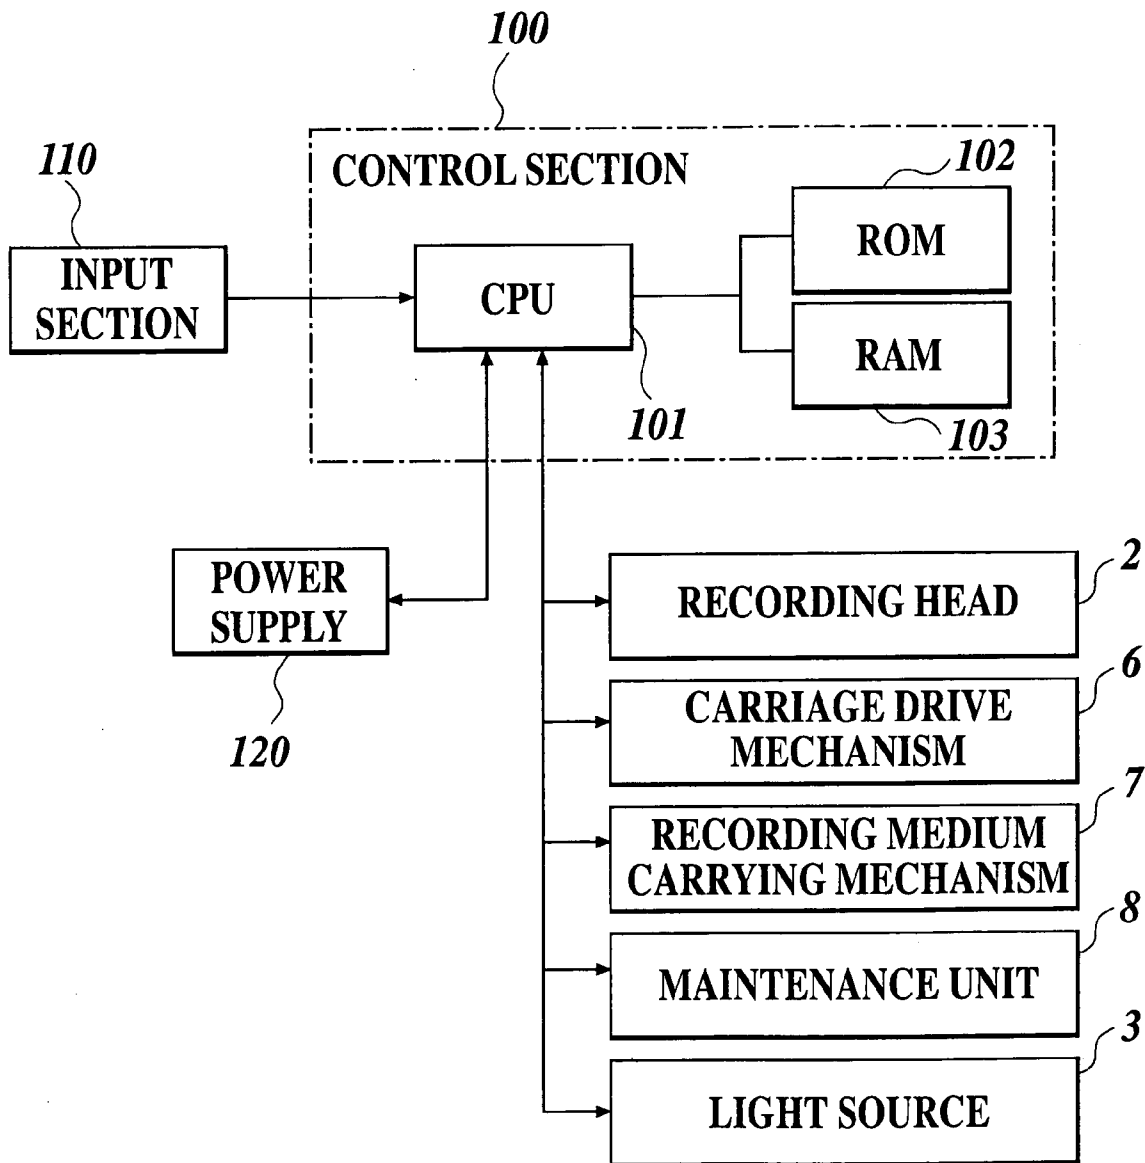 100
110
CONTROL SECTION
102
INPUT
SECTION
CPU
ROM
RAM
101
103
POWER
SUPPLY
120
2
RECORDING HEAD
6
CARRIAGE DRIVE
MECHANISM
7
RECORDING MEDIUM
CARRYING MECHANISM
8
MAINTENANCE UNIT
3
LIGHT SOURCE